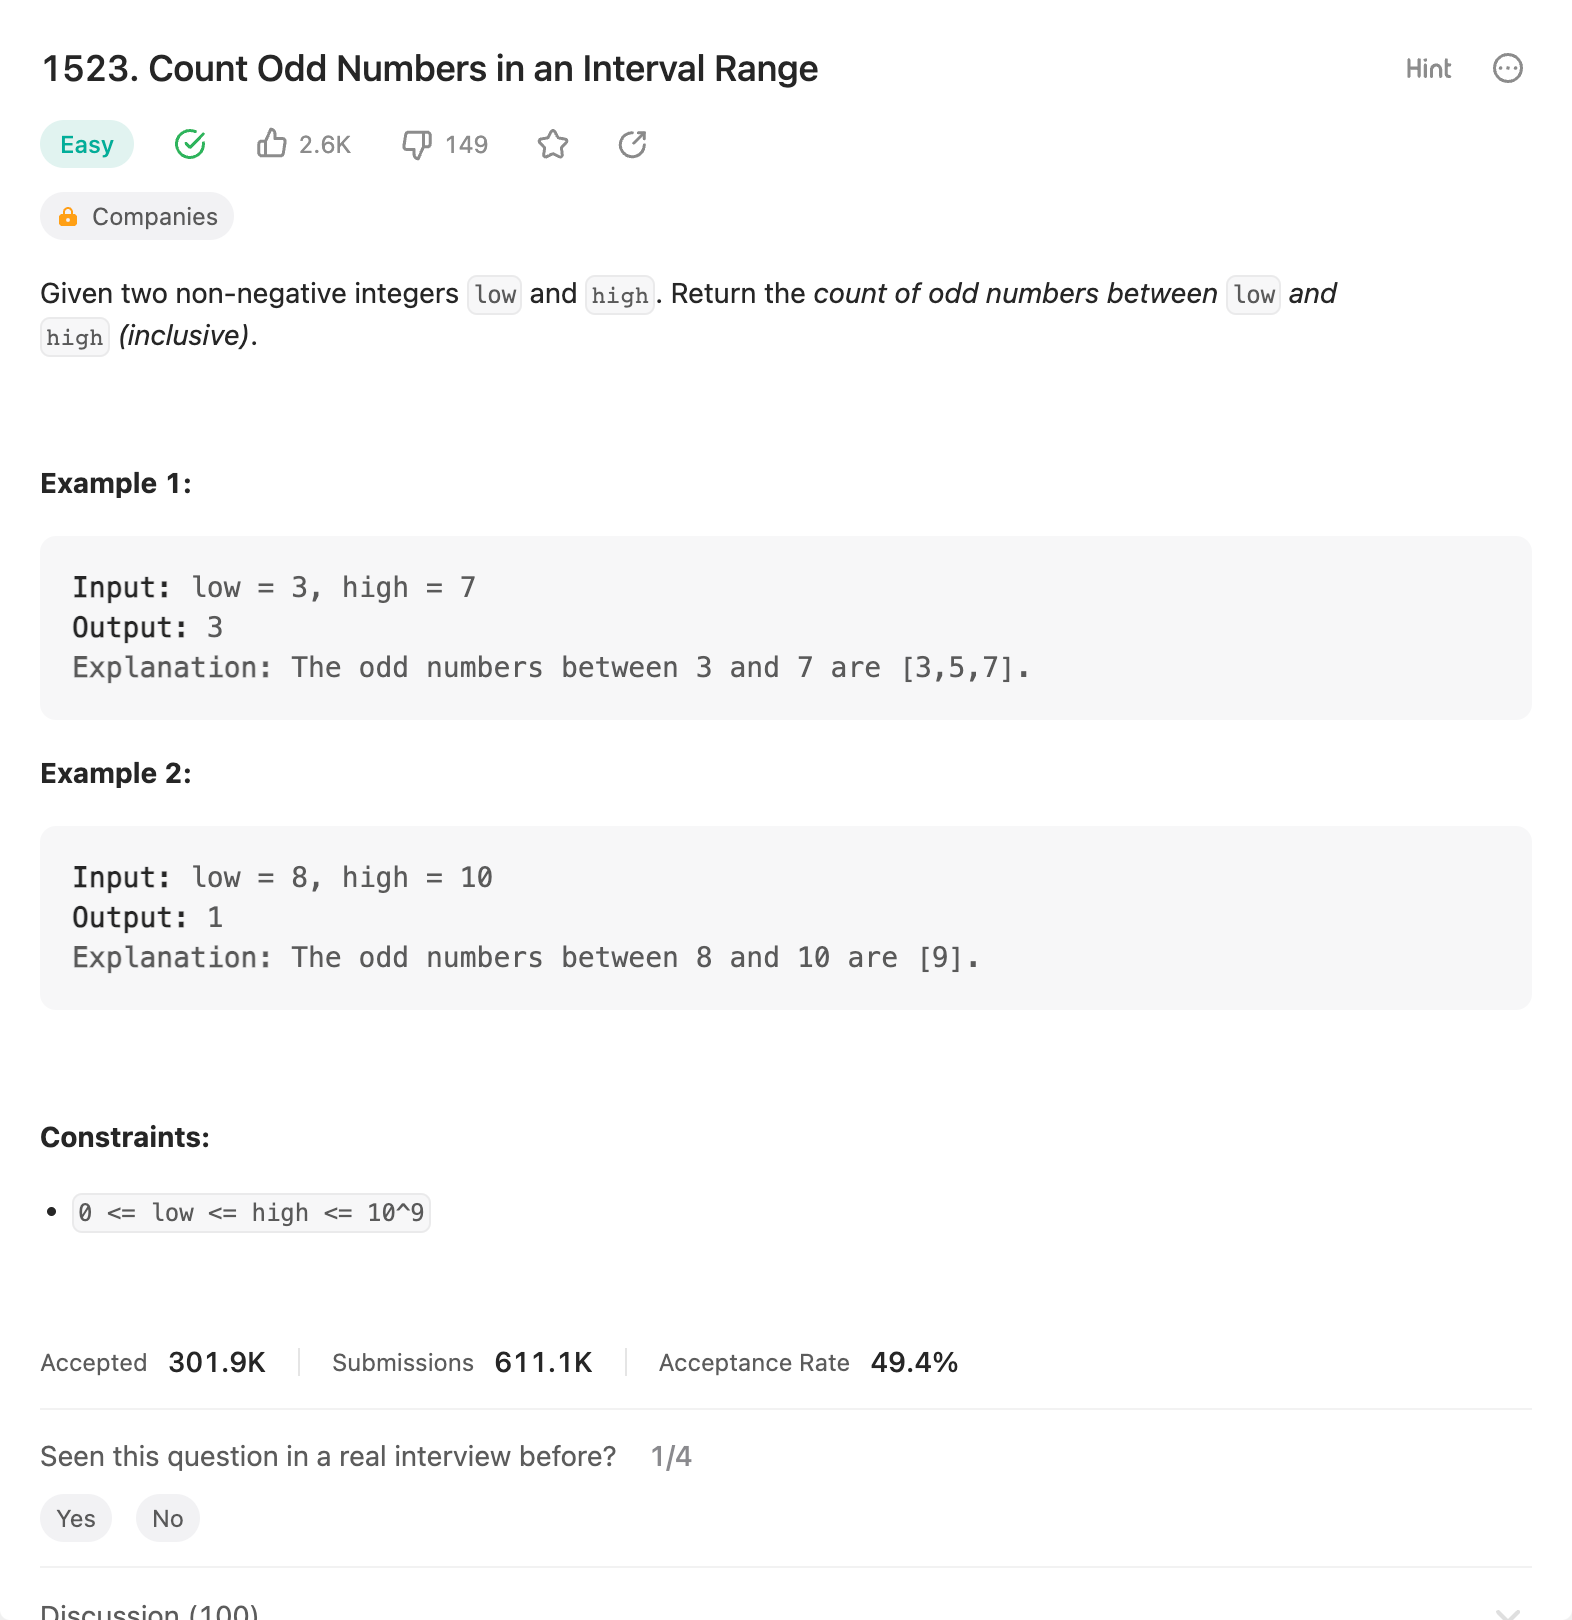 1523. Count Odd Numbers in an Interval Range
Hint
Easy
2.6K
149
Companies
Given two non-negative integers low and high. Return the count of odd numbers between low and
high (inclusive).
Example 1:
Input: low = 3, high = 7
Output: 3
Explanation: The odd numbers between 3 and 7 are [3,5,7].
Example 2:
Input: low = 8, high = 10
Output: 1
Explanation: The odd numbers between 8 and 10 are [9].
Constraints:
• 0 <= low <= high <= 10^9
Accepted 301.9K Submissions 611.1K Acceptance Rate 49.4%
Seen this question in a real interview before? 1/4
Yes No
Discussion (100)